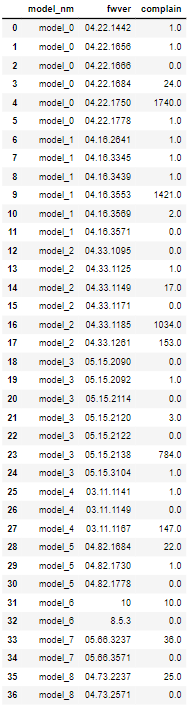 model_nm fwver complain
0 model_0 04.22.1442 1.0
1 model_0 04.22.1656 1.0
2 model_0 04.22.1666 0.0
3 model_0 04.22.1684 24.0
4 model_0 04.22.1750 1740.0
5 model_0 04.22.1778 1.0
6 model_1 04.16.2641 1.0
7 model_1 04.16.3345 1.0
8 model_1 04.16.3439 1.0
9 model_1 04.16.3553 1421.0
10 model_1 04.16.3569 2.0
11 model_1 04.16.3571 0.0
12 model_2 04.33.1095 0.0
13 model_2 04.33.1125 1.0
14 model_2 04.33.1149 17.0
15 model_2 04.33.1171 0.0
16 model_2 04.33.1185 1034.0
17 model_2 04.33.1261 153.0
18 model_3 05.15.2090 0.0
19 model_3 05.15.2092 1.0
20 model_3 05.15.2114 0.0
21 model_3 05.15.2120 3.0
22 model_3 05.15.2122 0.0
23 model_3 05.15.2138 784.0
24 model_3 05.15.3104 1.0
25 model_4 03.11.1141 1.0
26 model_4 03.11.1149 0.0
27 model_4 03.11.1167 147.0
28 model_5 04.82.1684 22.0
29 model_5 04.82.1730 1.0
30 model_5 04.82.1778 0.0
31 model_6 10 10.0
32 model_6 8.5.3 0.0
33 model_7 05.66.3237 36.0
34 model_7 05.66.3571 0.0
35 model_8 04.73.2237 25.0
36 model_8 04.73.2571 0.0